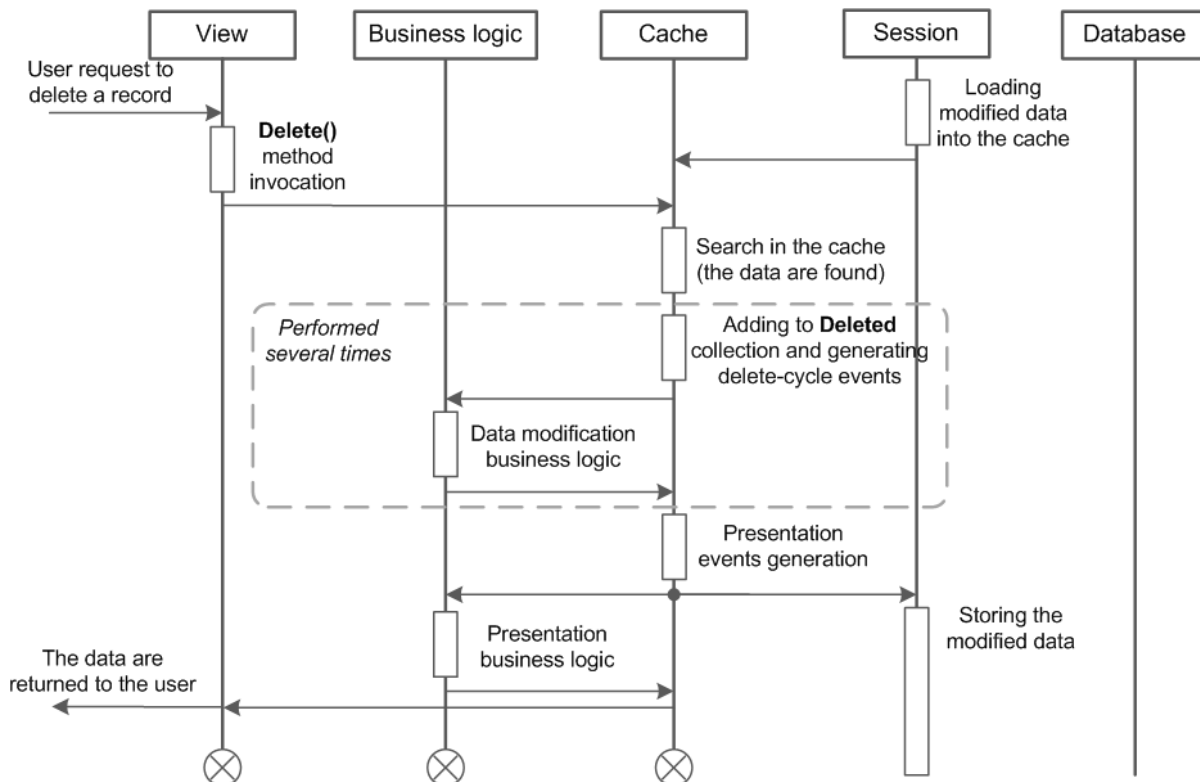 View
Business logic
Cache
Session
Database
User request to
delete a record
Loading
modified data
into the cache
Delete()
method
invocation
Search in the cache
(the data are found)
Performed
several times
Adding to Deleted
collection and generating
delete-cycle events
Data modification
business logic
Presentation
events generation
Storing the
modified data
Presentation
business logic
The data are
returned to the user